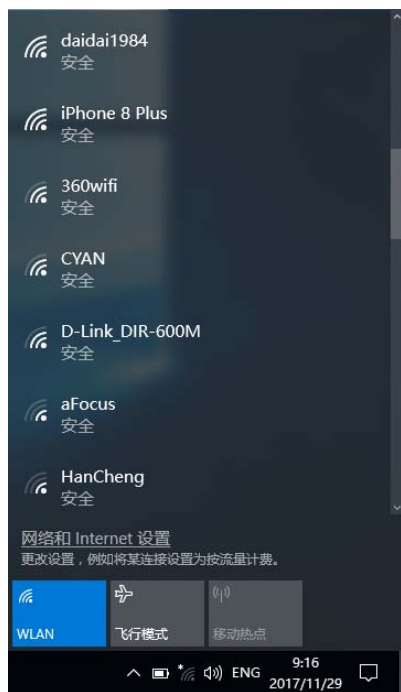 daidai1984
安全
iPhone 8 Plus
安全
360wifi
安全
CYAN
安全
D-Link_DIR-600M
安全
aFocus
安全
HanCheng
安全
网络和 Internet 设置
更改设置，例如将某连接设置为按流量计费。
WLAN
飞行模式
移动热点
ENG
9:16
2017/11/29